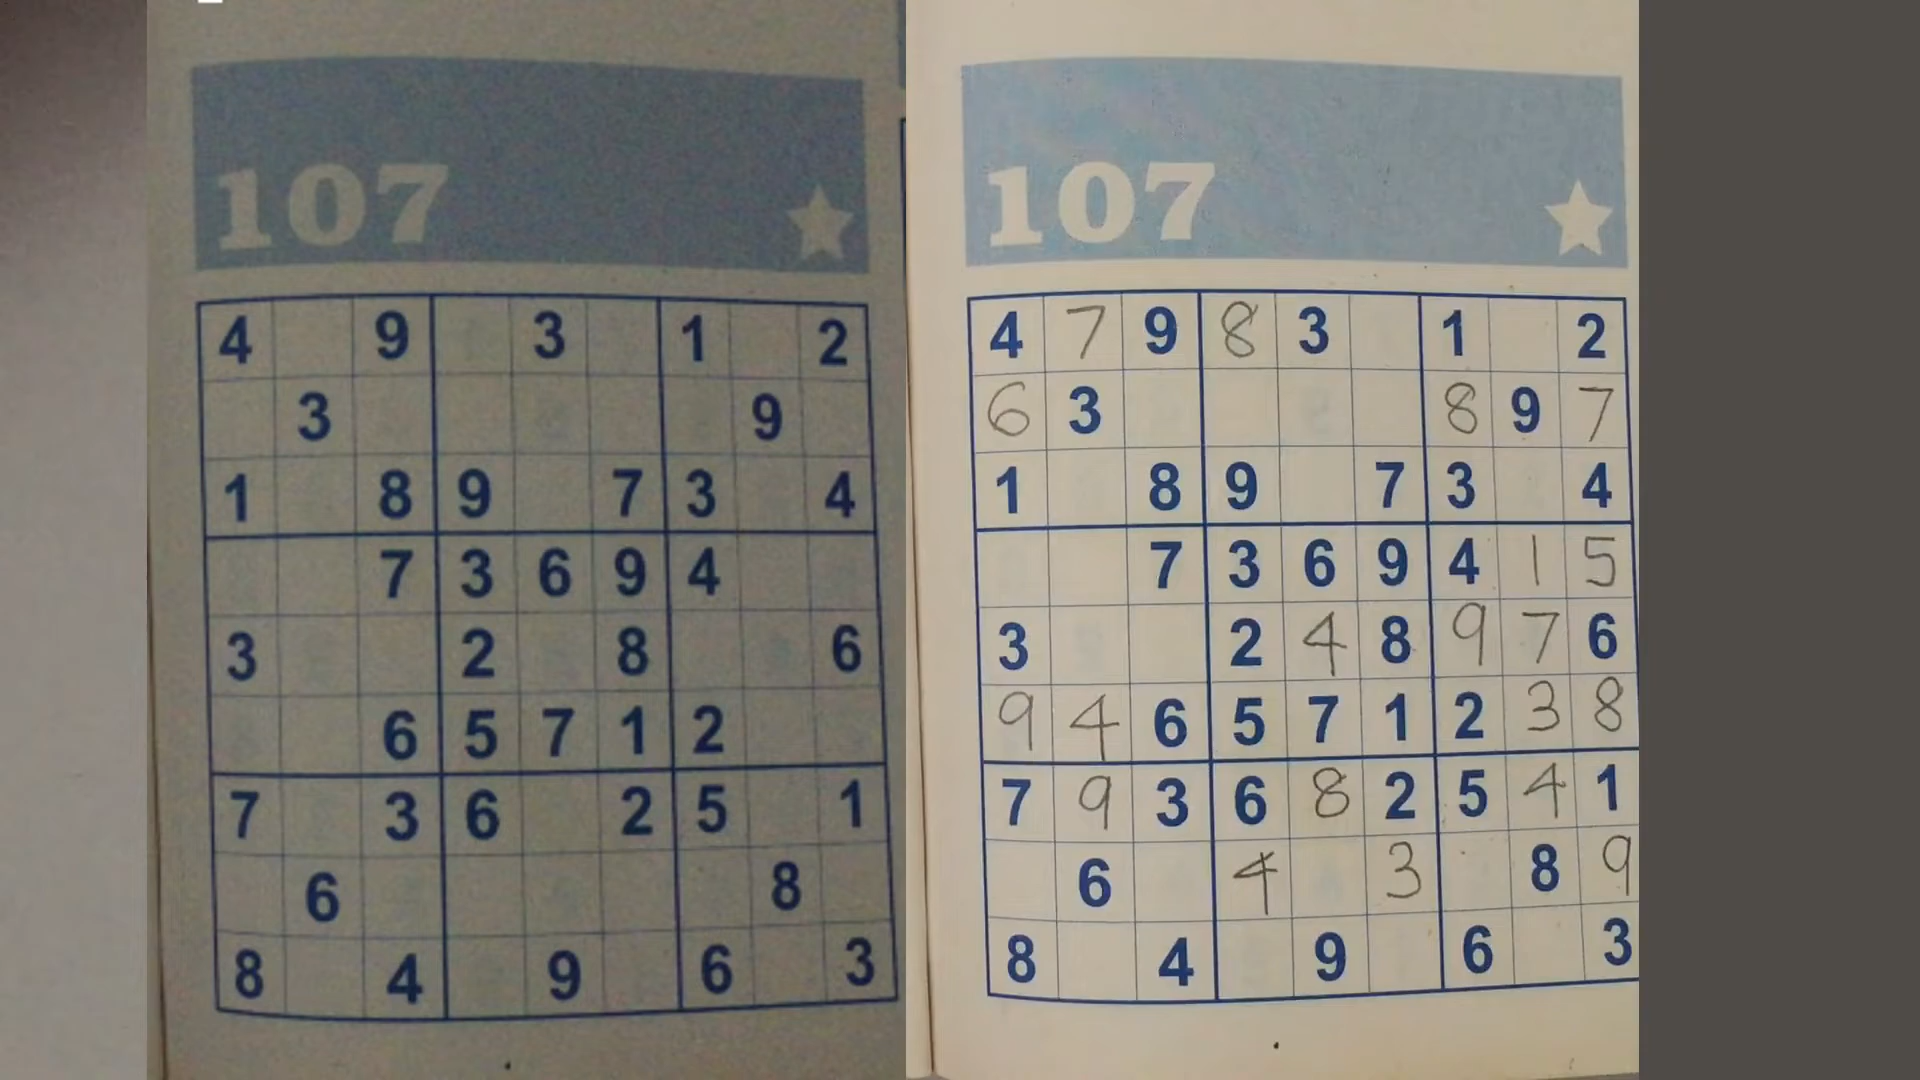 107
4 9 3 1 2
3 9
1 8 9 7 3 4
7 3 6 9 4
3 2 8 6
6 5 7 1 2
7 3 6 2 5 1
6 8
8 4 9 6 3
107
4 7 9 8 3 1 2
6 3 8 9 7
1 8 9 7 3 4
7 3 6 9 4 1 5
3 2 4 8 9 7 6
9 4 6 5 7 1 2 3 8
7 9 3 6 8 2 5 4 1
6 4 3 8 9
8 4 9 6 3